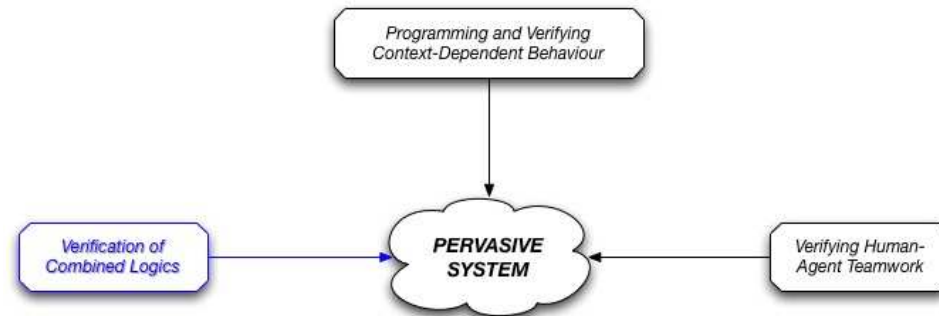 Programming and Verifying
Context-Dependent Behaviour
Verification of
Combined Logics
PERVASIVE
SYSTEM
Verifying Human-
Agent Teamwork